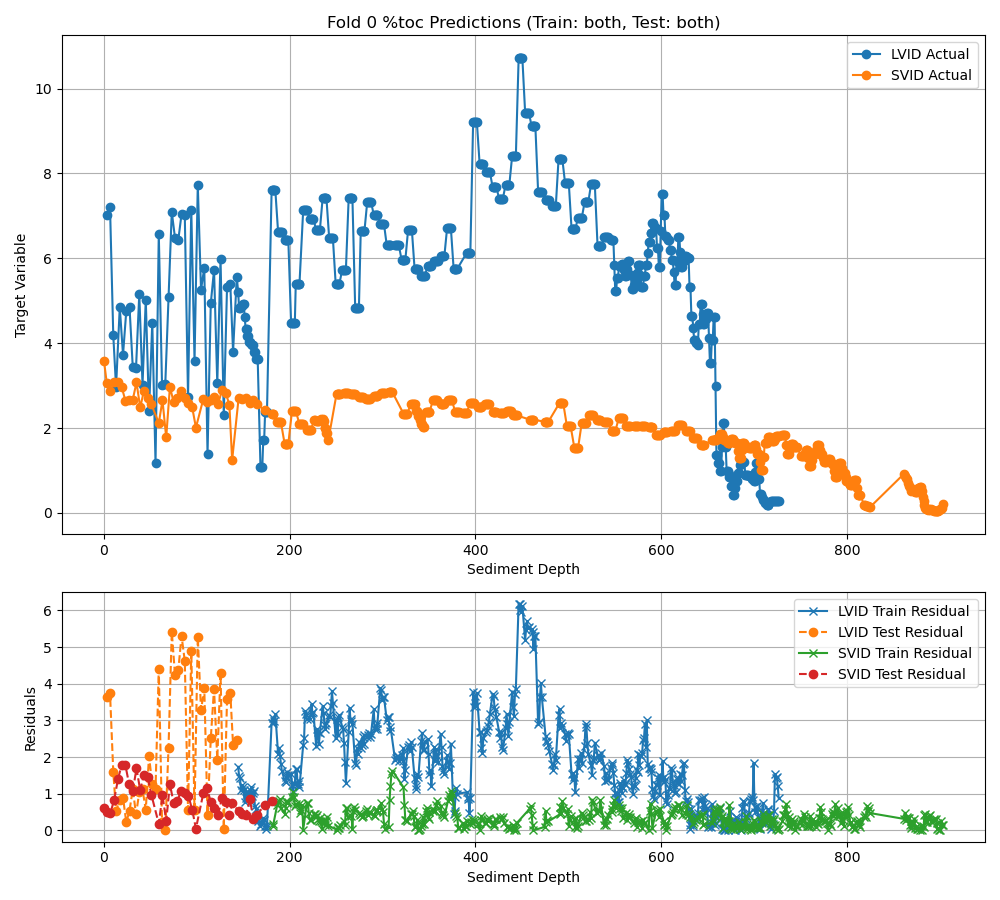 Fold 0 %toc Predictions (Train: both, Test: both)
LVID Actual
SVID Actual
Target Variable
10
8
6
4
2
0
0 200 400 600 800
Sediment Depth
LVID Train Residual
LVID Test Residual
SVID Train Residual
SVID Test Residual
Residuals
6
5
4
3
2
1
0
0 200 400 600 800
Sediment Depth